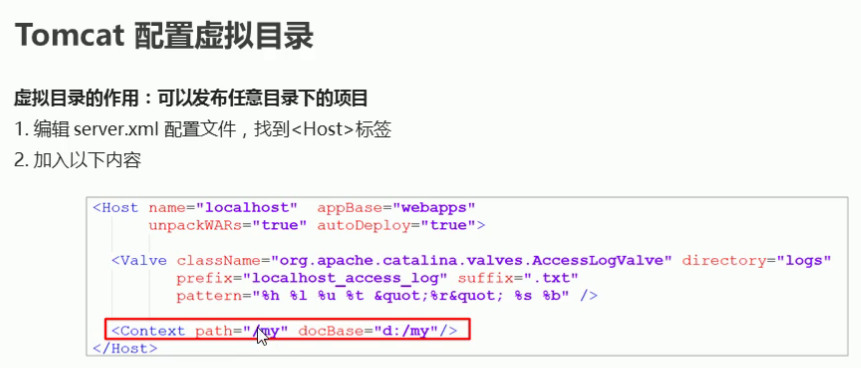 Tomcat 配置虚拟目录
虚拟目录的作用：可以发布任意目录下的项目
1. 编辑 server.xml 配置文件，找到<Host>标签
2. 加入以下内容
<Host name="localhost" appBase="webapps"
unpackWARs="true" autoDeploy="true">
<Valve className="org.apache.catalina.valves.AccessLogValve" directory="logs"
prefix="localhost_access_log" suffix=".txt"
pattern="%h %l %u %t &quot;%r&quot; %s %b" />
<Context path="/my" docBase="d:/my"/>
</Host>